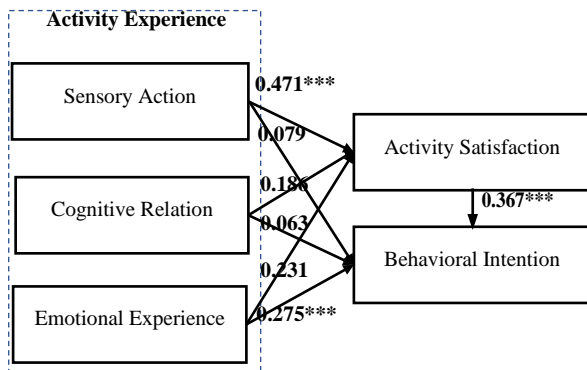 Activity Experience
Sensory Action
0.471***
0.079
Activity Satisfaction
0.186
Cognitive Relation
0.367***
0.063
Behavioral Intention
0.231
Emotional Experience
0.275***